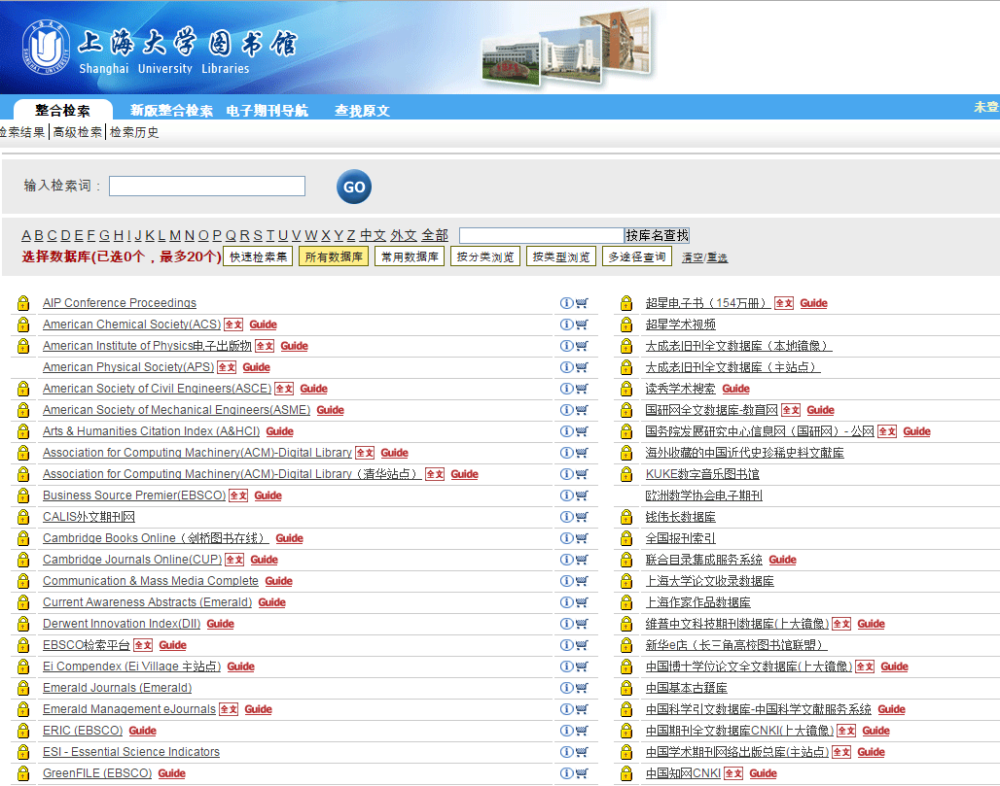 上海大学图书馆
Shanghai University Libraries
整合检索 新版整合检索 电子期刊导航 查找原文 未登
检索结果 高级检索 检索历史
输入检索词： GO
A B C D E F G H I J K L M N O P Q R S T U V W X Y Z 中文 外文 全部 按库名查找
选择数据库(已选0个，最多20个) 快速检索集 所有数据库 常用数据库 按分类浏览 按类型浏览 多途径查询 清空/重选
AIP Conference Proceedings
American Chemical Society(ACS) 全文 Guide
American Institute of Physics电子出版物 全文 Guide
American Physical Society(APS) 全文 Guide
American Society of Civil Engineers(ASCE) 全文 Guide
American Society of Mechanical Engineers(ASME) Guide
Arts & Humanities Citation Index (A&HCI) Guide
Association for Computing Machinery(ACM)-Digital Library 全文 Guide
Association for Computing Machinery(ACM)-Digital Library（清华站点） 全文 Guide
Business Source Premier(EBSCO) 全文 Guide
CALIS外文期刊网
Cambridge Books Online（剑桥图书在线） Guide
Cambridge Journals Online(CUP) 全文 Guide
Communication & Mass Media Complete Guide
Current Awareness Abstracts (Emerald) Guide
Derwent Innovation Index(DII) Guide
EBSCO检索平台 全文 Guide
Ei Compendex (Ei Village 主站点) Guide
Emerald Journals (Emerald)
Emerald Management eJournals 全文 Guide
ERIC (EBSCO) Guide
ESI - Essential Science Indicators
GreenFILE (EBSCO) Guide
超星电子书（154万册） 全文 Guide
超星学术视频
大成老旧刊全文数据库（本地镜像）
大成老旧刊全文数据库（主站点）
读秀学术搜索 Guide
国研网全文数据库-教育网 全文 Guide
国务院发展研究中心信息网（国研网）- 公网 全文 Guide
海外收藏的中国近代史珍稀史料文献库
KUKE数字音乐图书馆
欧洲数学协会电子期刊
钱伟长数据库
全国报刊索引
联合目录集成服务系统 Guide
上海大学论文收录数据库
上海作家作品数据库
维普中文科技期刊数据库(上大镜像) 全文 Guide
新华e店（长三角高校图书馆联盟）
中国博士学位论文全文数据库(上大镜像) 全文 Guide
中国基本古籍库
中国科学引文数据库-中国科学文献服务系统 Guide
中国期刊全文数据库CNKI(上大镜像) 全文 Guide
中国学术期刊网络出版总库(主站点) 全文 Guide
中国知网CNKI 全文 Guide